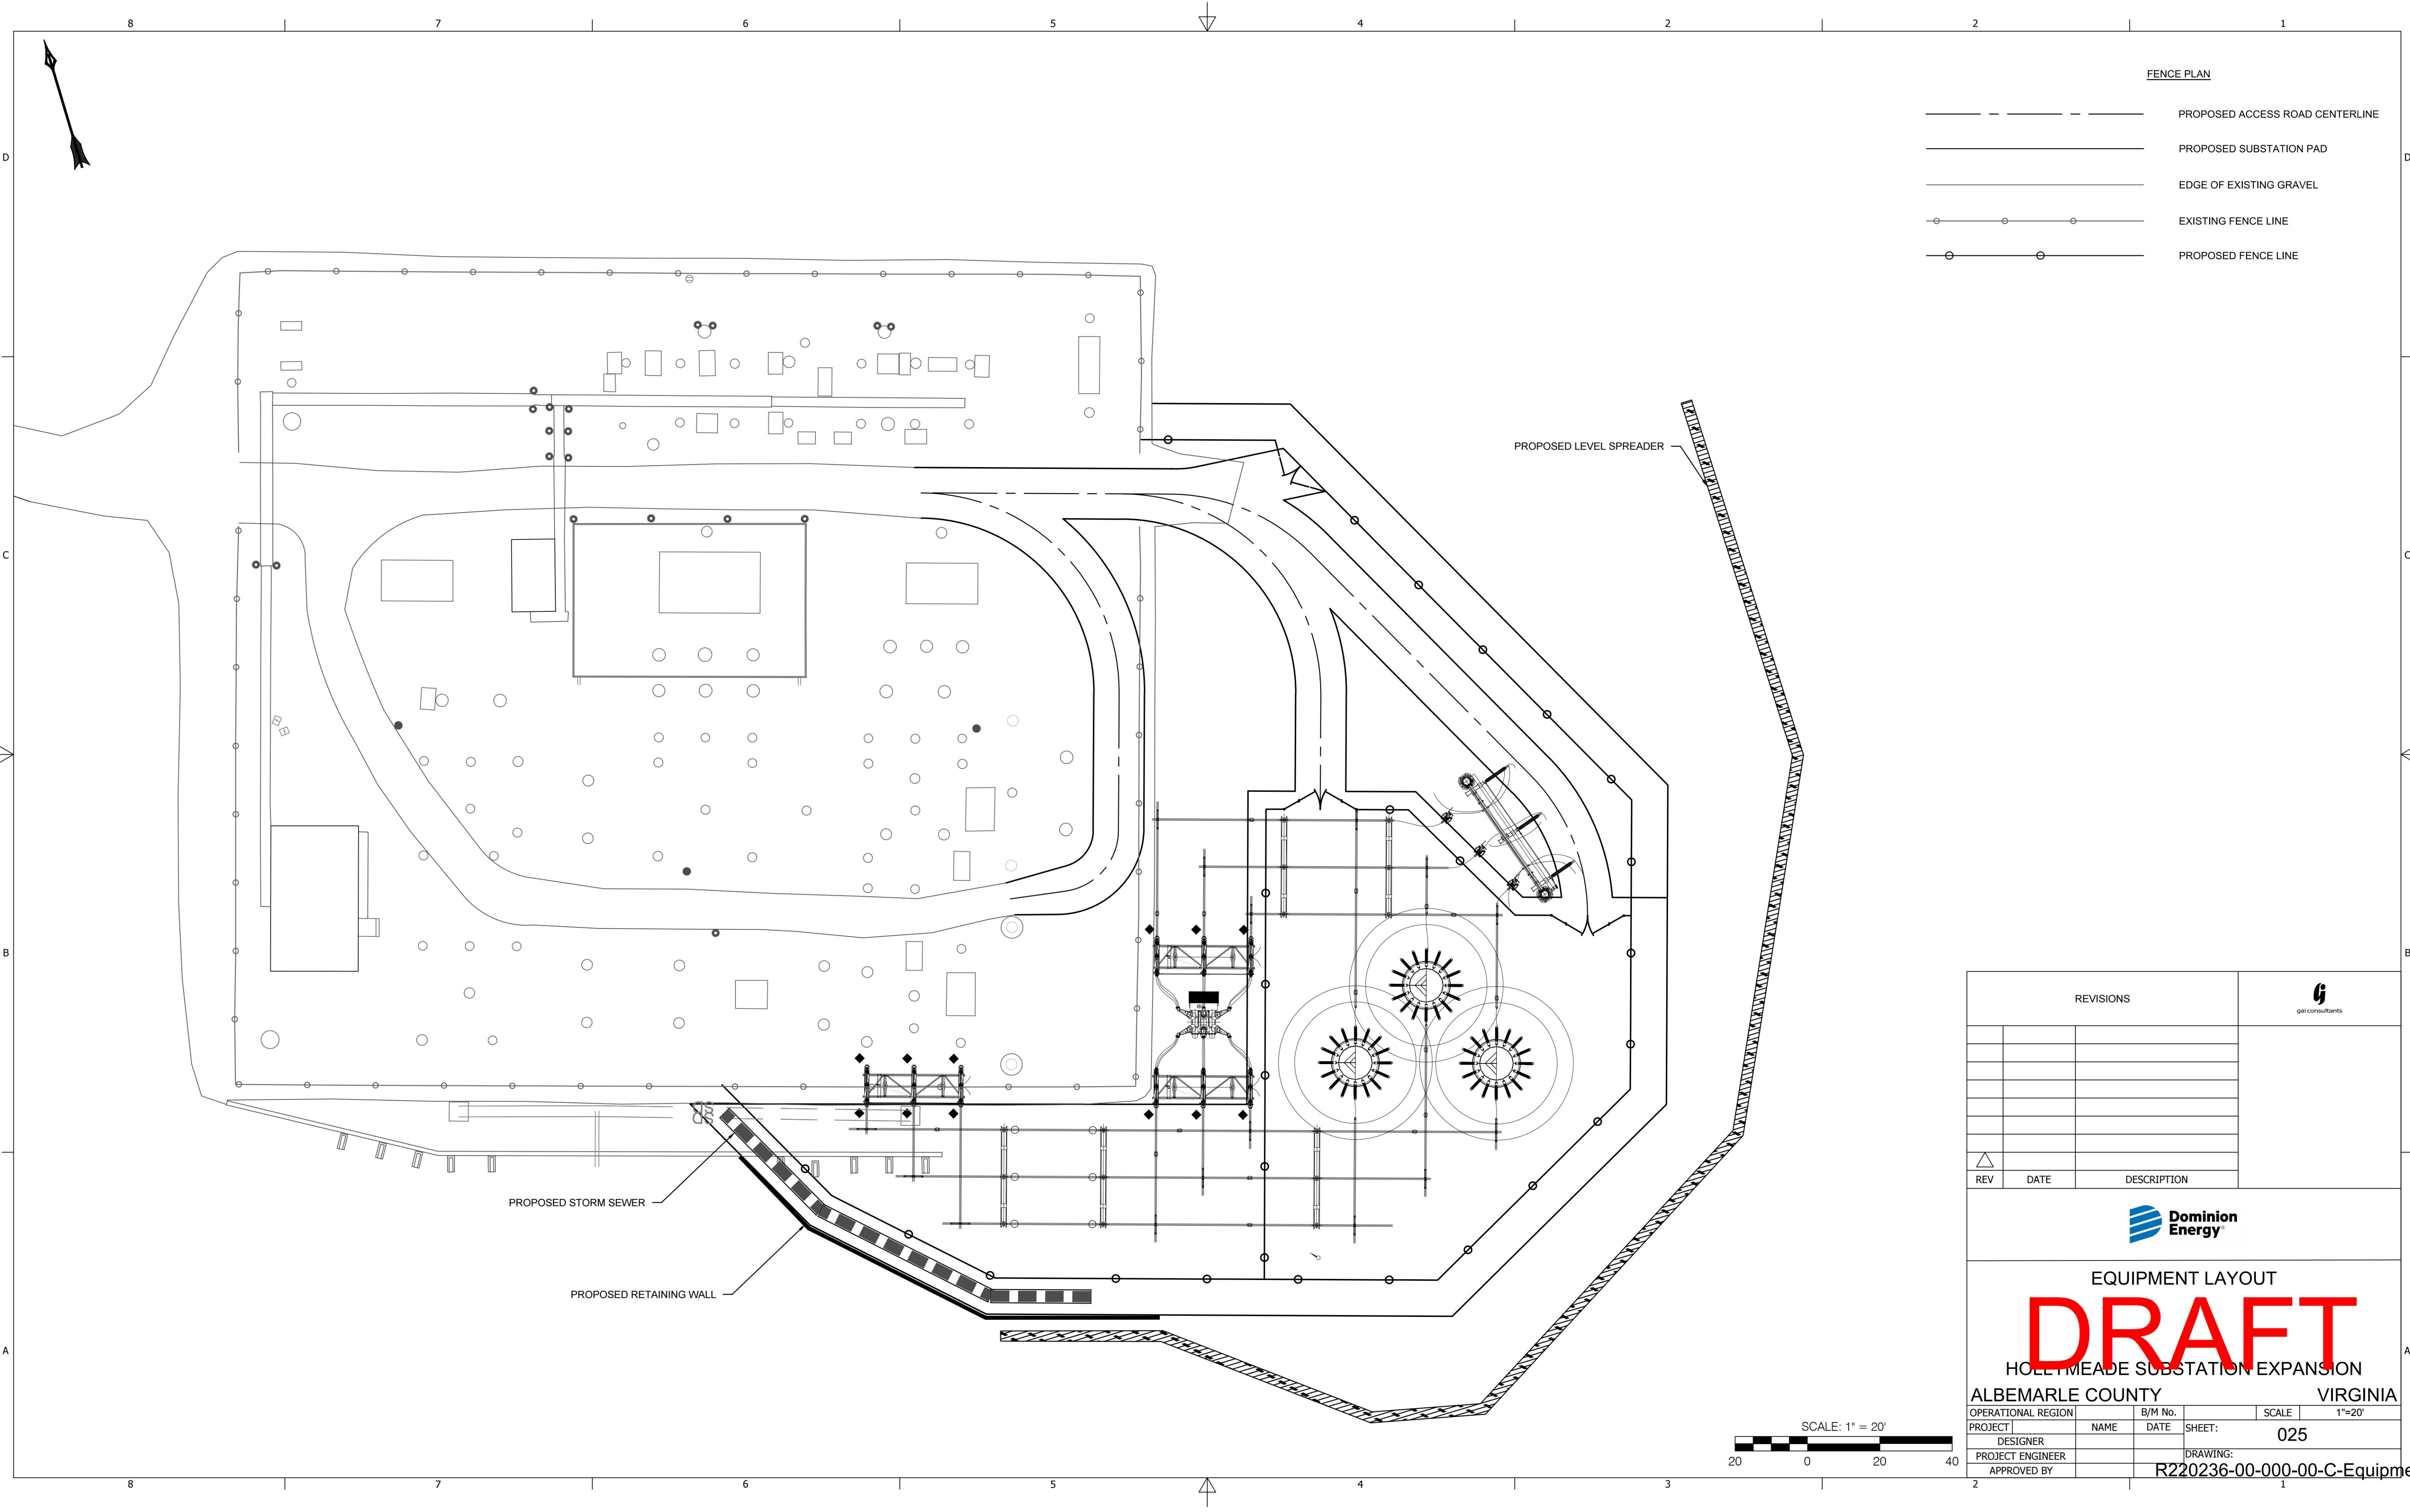 8 7 6 5 4 2 2 1
FENCE PLAN
PROPOSED ACCESS ROAD CENTERLINE
PROPOSED SUBSTATION PAD
EDGE OF EXISTING GRAVEL
EXISTING FENCE LINE
PROPOSED FENCE LINE
D D
PROPOSED LEVEL SPREADER
C C
B B
PROPOSED STORM SEWER
PROPOSED RETAINING WALL
A A
REVISIONS
gai consultants
REV DATE DESCRIPTION
Dominion
Energy®
EQUIPMENT LAYOUT
DRAFT
HOLLYMEADE SUBSTATION EXPANSION
ALBEMARLE COUNTY VIRGINIA
OPERATIONAL REGION B/M No. SCALE 1"=20'
PROJECT NAME DATE SHEET: 025
DESIGNER
PROJECT ENGINEER DRAWING:
APPROVED BY R220236-00-000-00-C-Equipme
SCALE: 1" = 20'
20 0 20 40
8 7 6 5 4 3 2 1